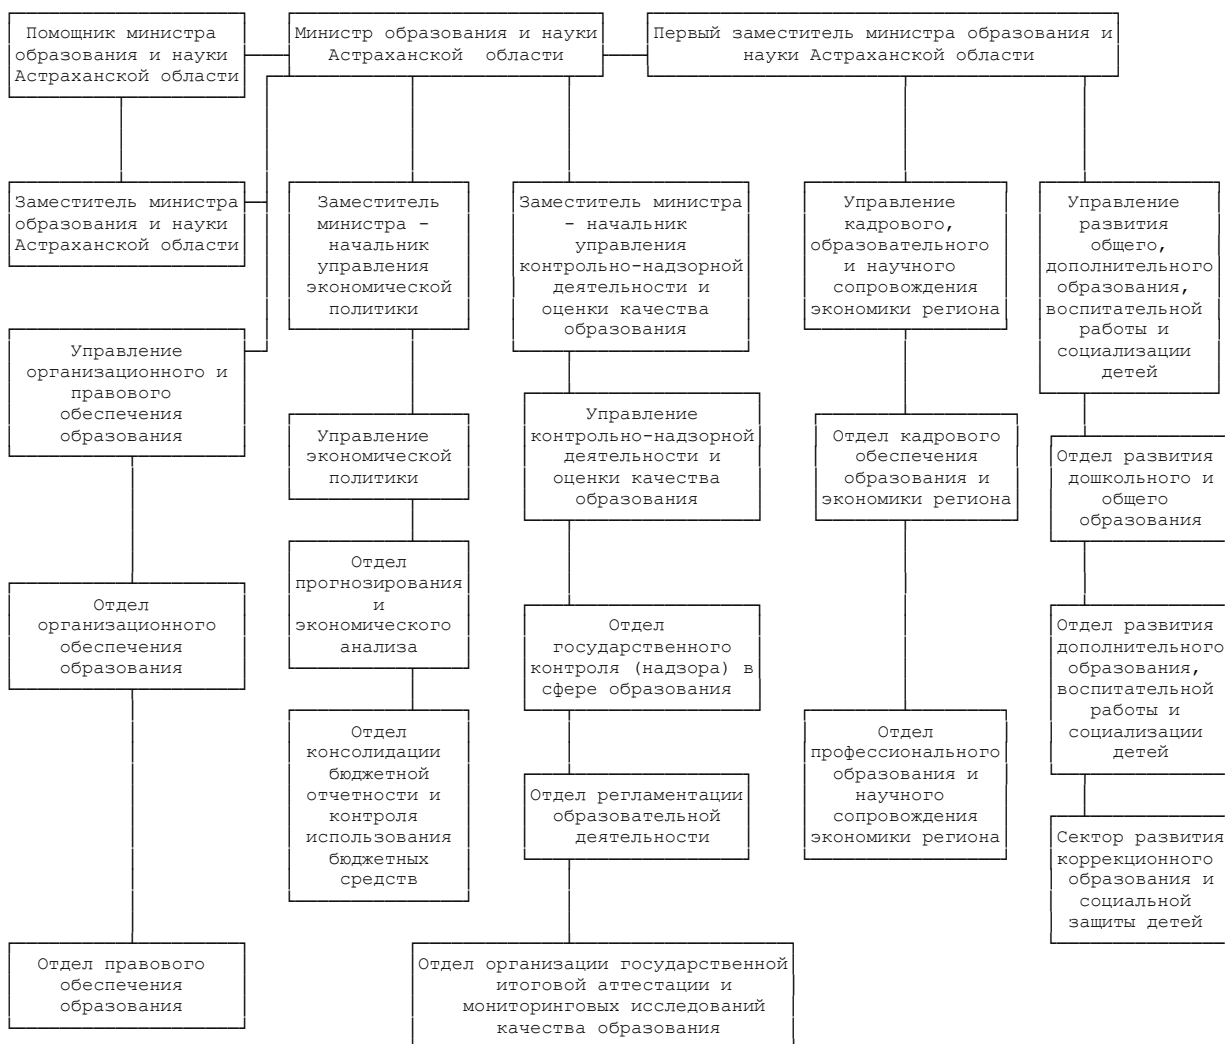 Помощник министра
образования и науки
Астраханской области
Министр образования и науки
Астраханской области
Первый заместитель министра образования и
науки Астраханской области
Заместитель министра
образования и науки
Астраханской области
Заместитель
министра -
начальник
управления
экономической
политики
Заместитель министра
- начальник
управления
контрольно-надзорной
деятельности и
оценки качества
образования
Управление
кадрового,
образовательного
и научного
сопровождения
экономики региона
Управление
развития
общего,
дополнительного
образования,
воспитательной
работы и
социализации
детей
Управление
организационного и
правового
обеспечения
образования
Управление
экономической
политики
Управление
контрольно-надзорной
деятельности и
оценки качества
образования
Отдел кадрового
обеспечения
образования и
экономики региона
Отдел развития
дошкольного и
общего
образования
Отдел
организационного
обеспечения
образования
Отдел
прогнозирования
и
экономического
анализа
Отдел
государственного
контроля (надзора) в
сфере образования
Отдел развития
дополнительного
образования,
воспитательной
работы и
социализации
детей
Отдел
консолидации
бюджетной
отчетности и
контроля
использования
бюджетных
средств
Отдел регламентации
образовательной
деятельности
Отдел
профессионального
образования и
научного
сопровождения
экономики региона
Сектор развития
коррекционного
образования и
социальной
защиты детей
Отдел правового
обеспечения
образования
Отдел организации государственной
итоговой аттестации и
мониторинговых исследований
качества образования